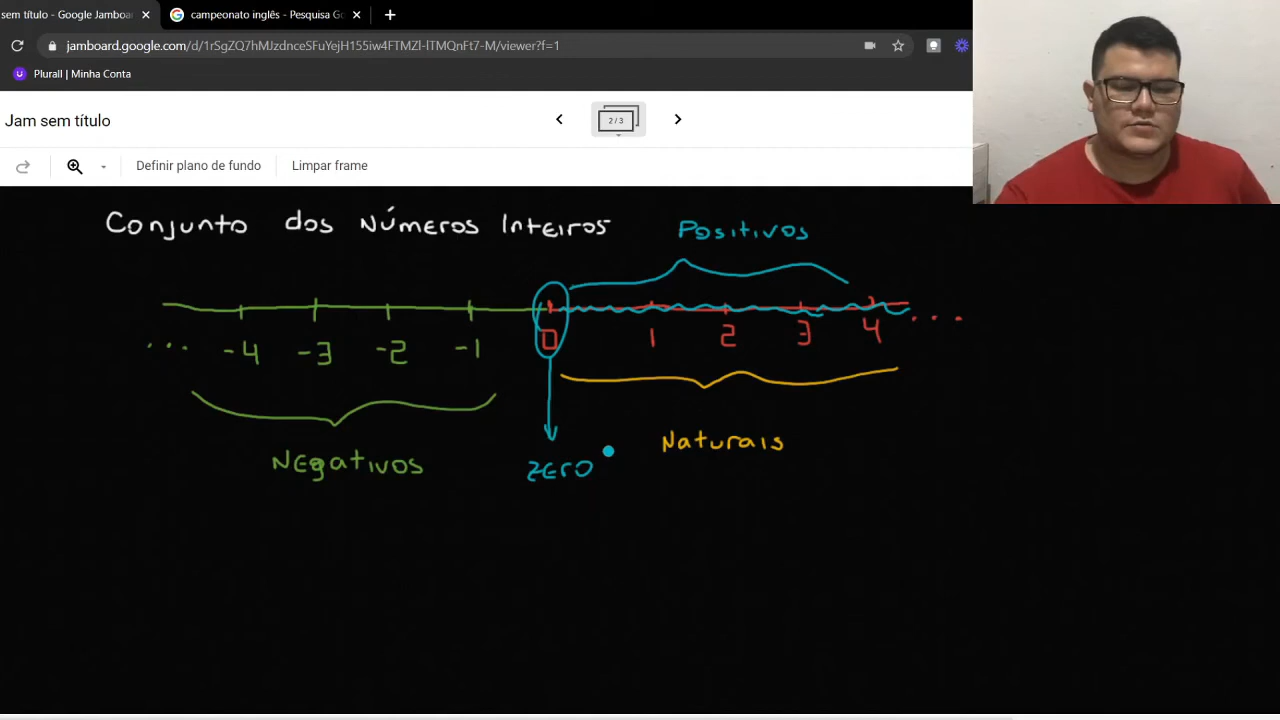 sem título - Google Jamboa
campeonato inglês - Pesquisa Go
jamboard.google.com/d/1rSgZQ7hMJzdnceSFuYejH155iw4FTMZl-lTMQnFt7-M/viewer?f=1
Plurall | Minha Conta
Jam sem título
2 / 3
Definir plano de fundo
Limpar frame
Conjunto dos Números Inteiros
Positivos
... -4 -3 -2 -1 0 1 2 3 4 ...
Negativos
Zero
Naturais